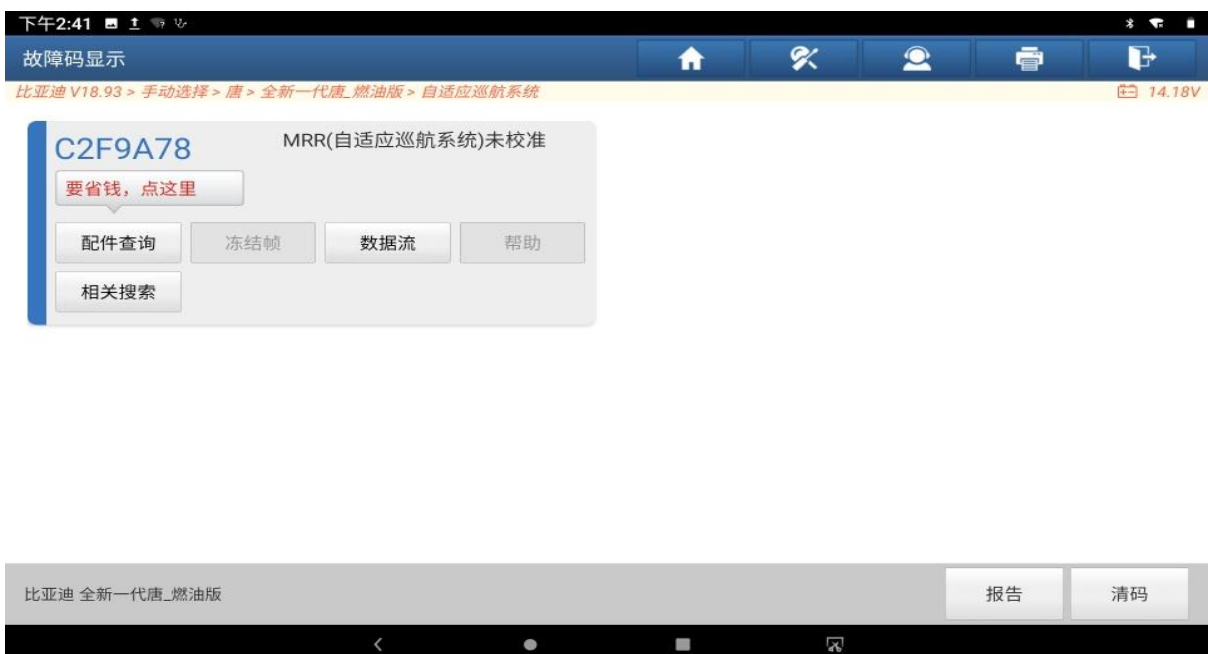 下午2:41
故障码显示
比亚迪 V18.93 > 手动选择 > 唐 > 全新一代唐_燃油版 > 自适应巡航系统
14.18V
C2F9A78
MRR(自适应巡航系统)未校准
要省钱，点这里
配件查询 冻结帧 数据流 帮助
相关搜索
比亚迪 全新一代唐_燃油版
报告 清码